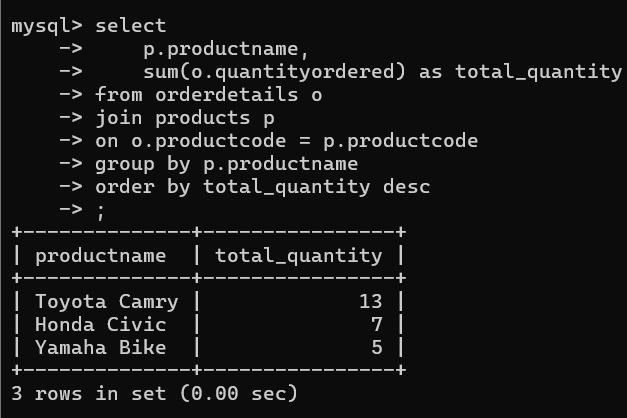 mysql> select
    ->     p.productname,
    ->     sum(o.quantityordered) as total_quantity
    -> from orderdetails o
    -> join products p
    -> on o.productcode = p.productcode
    -> group by p.productname
    -> order by total_quantity desc
    -> ;
+--------------+----------------+
| productname  | total_quantity |
+--------------+----------------+
| Toyota Camry |             13 |
| Honda Civic  |              7 |
| Yamaha Bike  |              5 |
+--------------+----------------+
3 rows in set (0.00 sec)